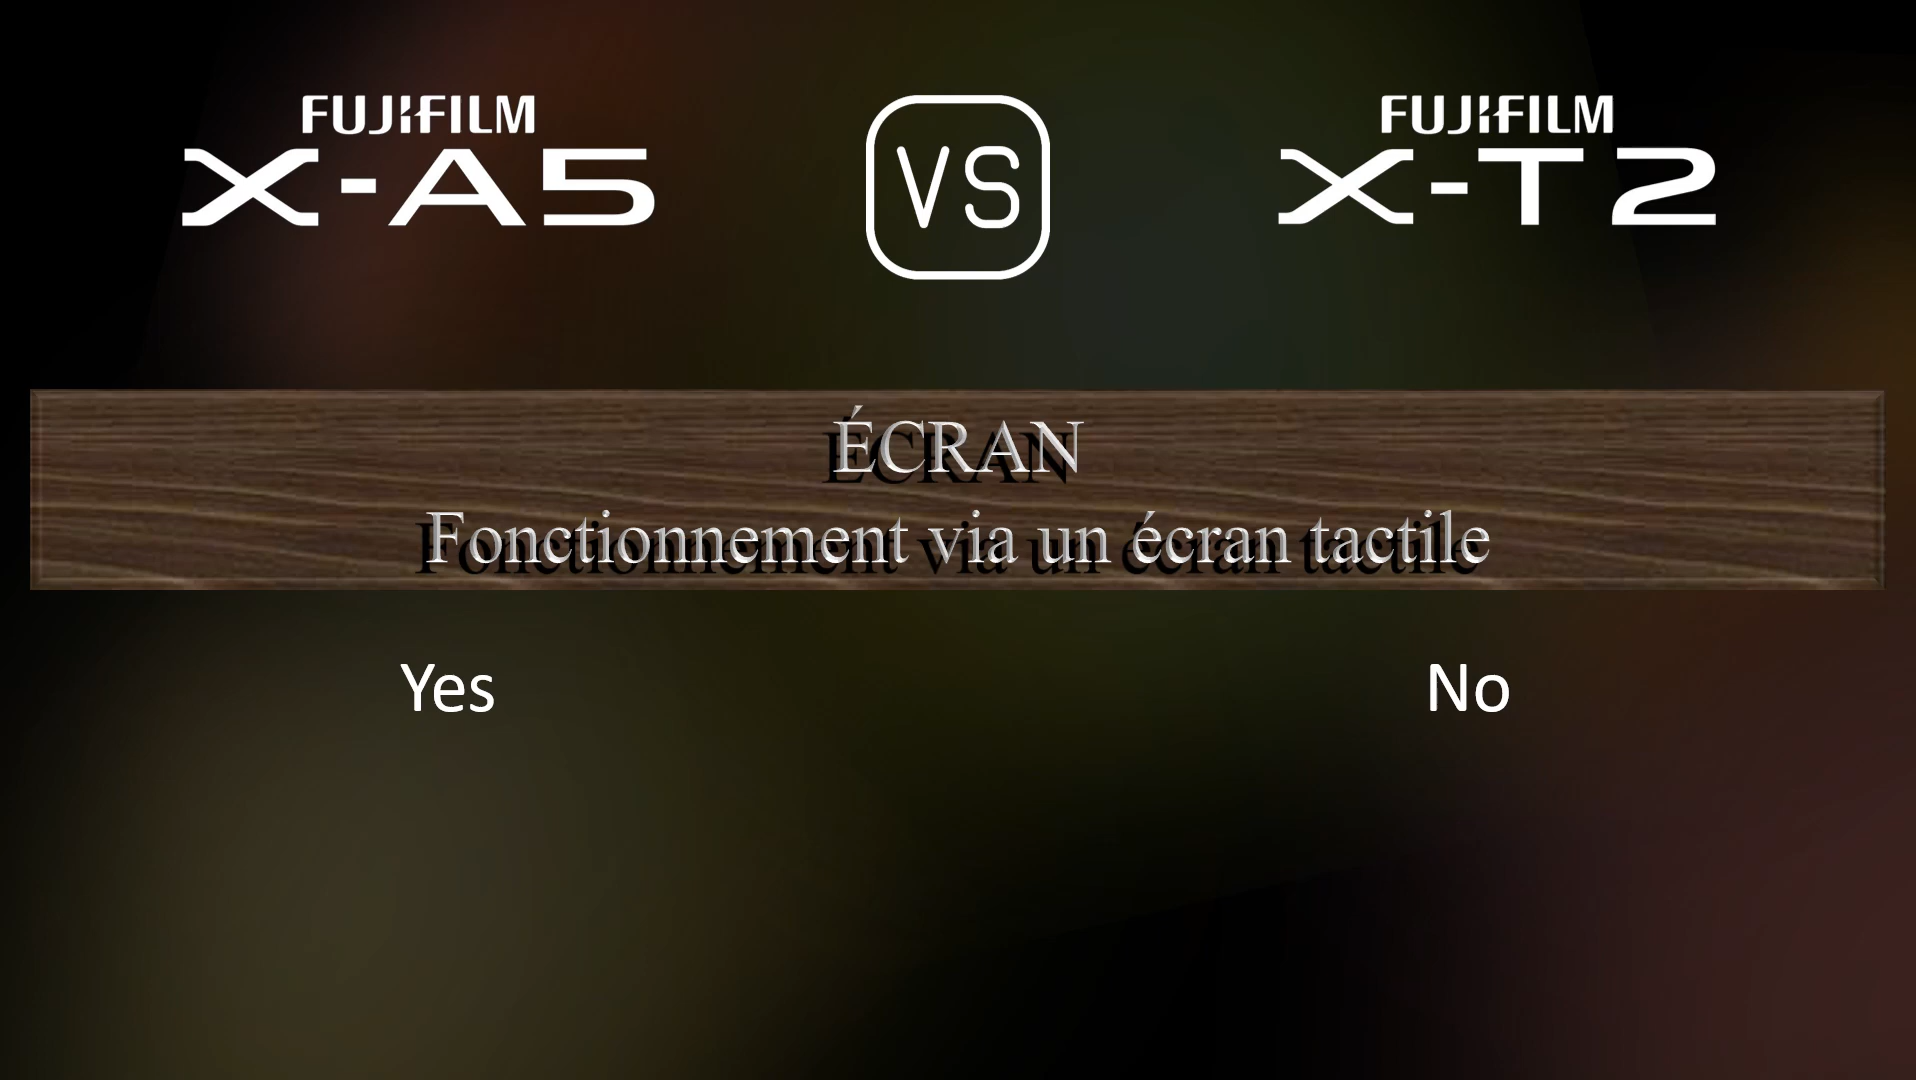 FUJIFILM
X-A5
VS
FUJIFILM
X-T2
ÉCRAN
Fonctionnement via un écran tactile
Yes
No